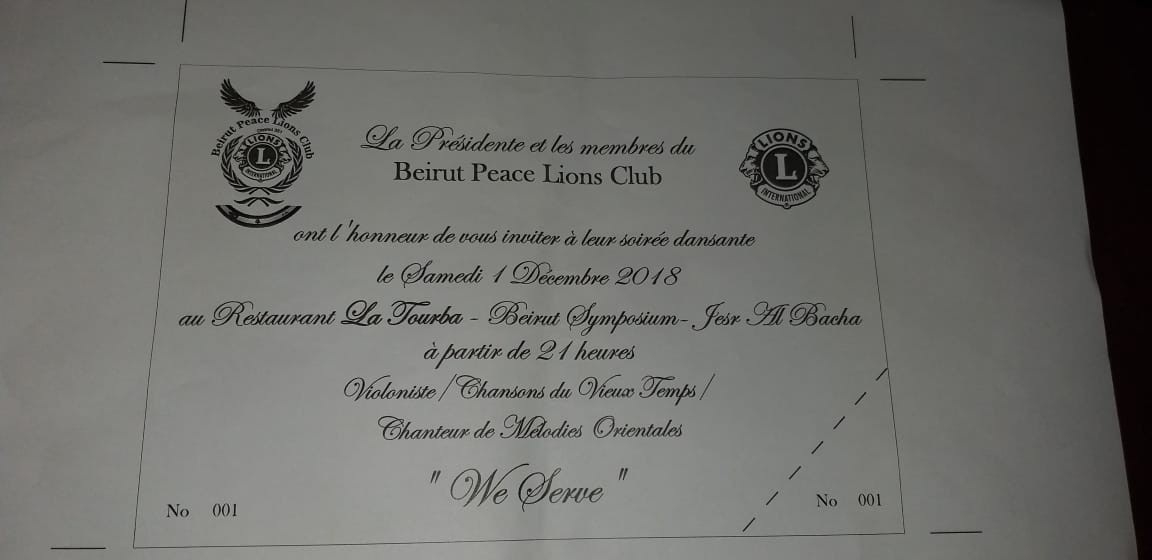 Beirut Peace Lions Club
LIONS
L
INTERNATIONAL
La Présidente et les membres du
Beirut Peace Lions Club
LIONS
L
INTERNATIONAL
ont l'honneur de vous inviter à leur soirée dansante
le Samedi 1 Décembre 2018
au Restaurant La Tourba - Beirut Symposium- Jesr Al Bacha
à partir de 21 heures
Violoniste / Chansons du Vieux Temps /
Chanteur de Mélodies Orientales
" We Serve "
No 001
No 001